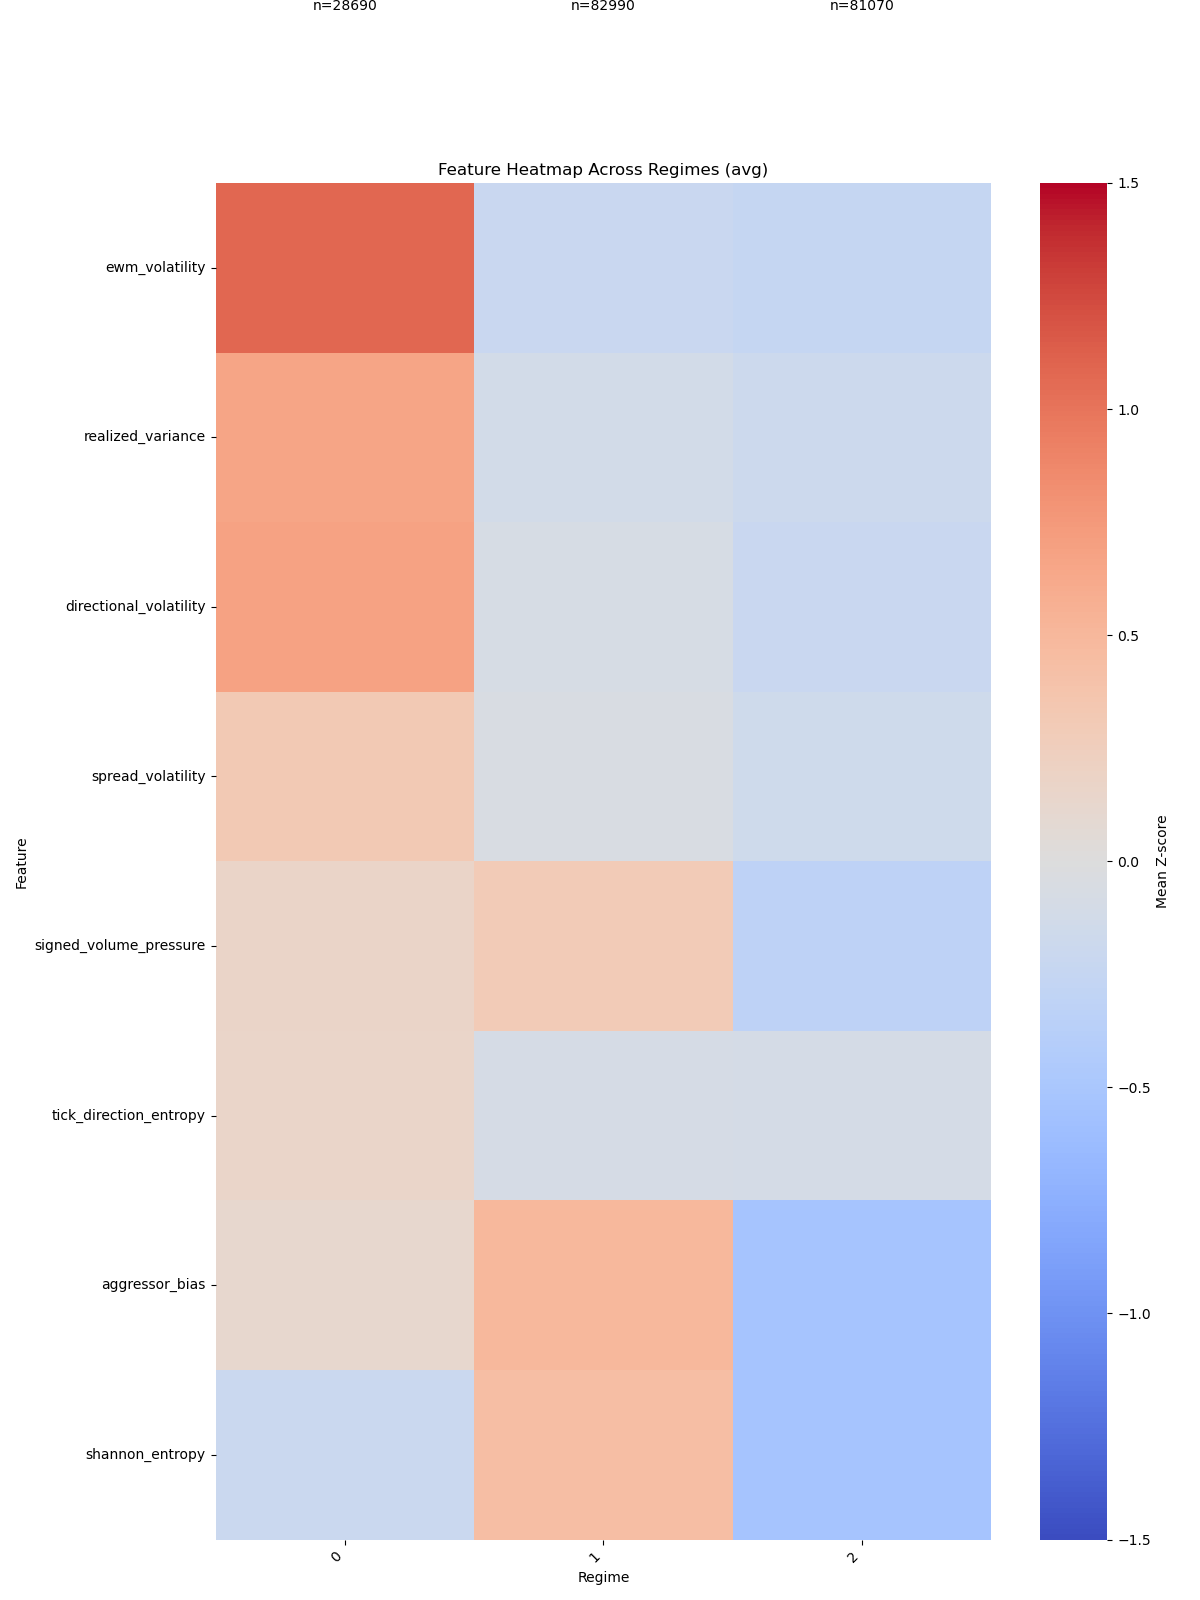 n=28690 n=82990 n=81070
Feature Heatmap Across Regimes (avg)
ewm_volatility
realized_variance
directional_volatility
spread_volatility
signed_volume_pressure
tick_direction_entropy
aggressor_bias
shannon_entropy
Feature
0 1 2
Regime
1.5
1.0
0.5
0.0
−0.5
−1.0
−1.5
Mean Z-score